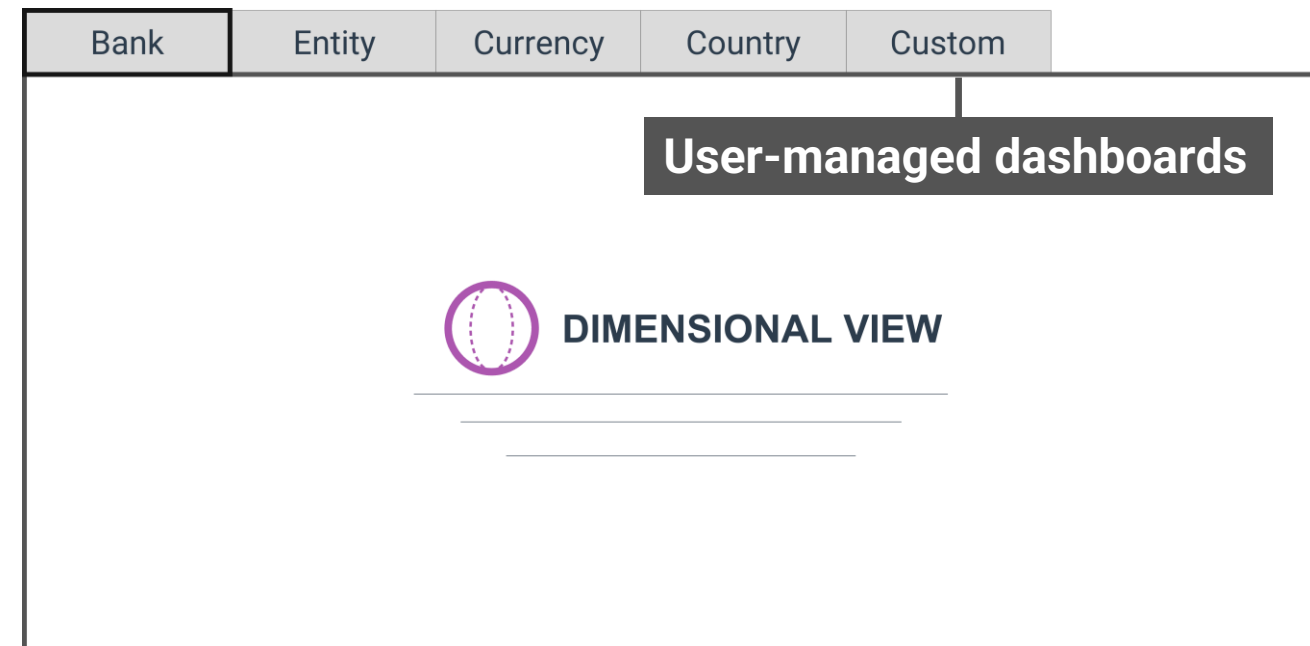 Bank Entity Currency Country Custom
User-managed dashboards
DIMENSIONAL VIEW